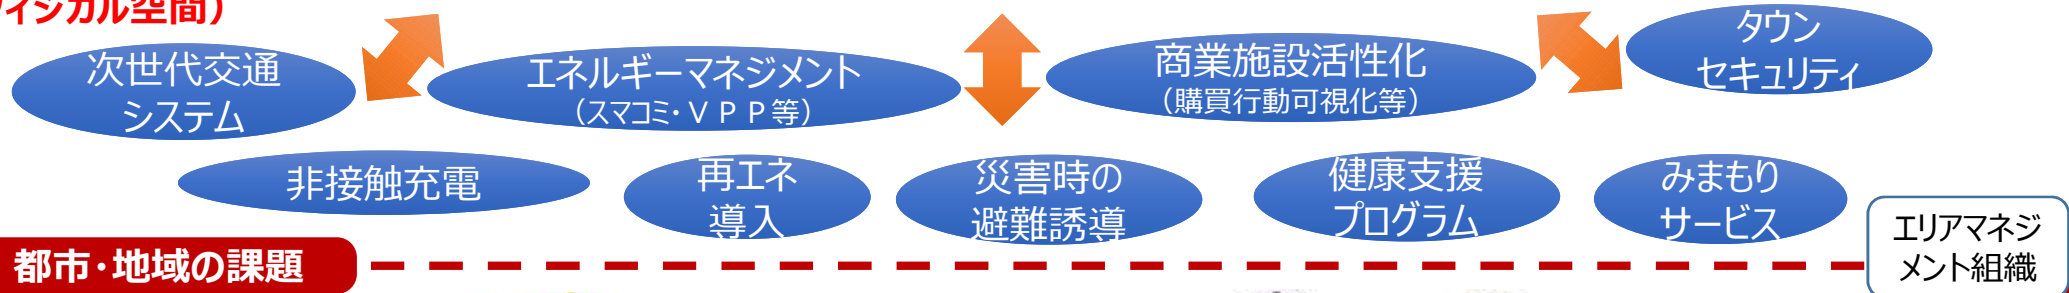 ィジカル空間）
次世代交通
システム
エネルギーマネジメント
（スマコミ・ＶＰＰ等）
商業施設活性化
（購買行動可視化等）
タウン
セキュリティ
非接触充電
再エネ
導入
災害時の
避難誘導
健康支援
プログラム
みまもり
サービス
エリアマネジ
メント組織
都市・地域の課題